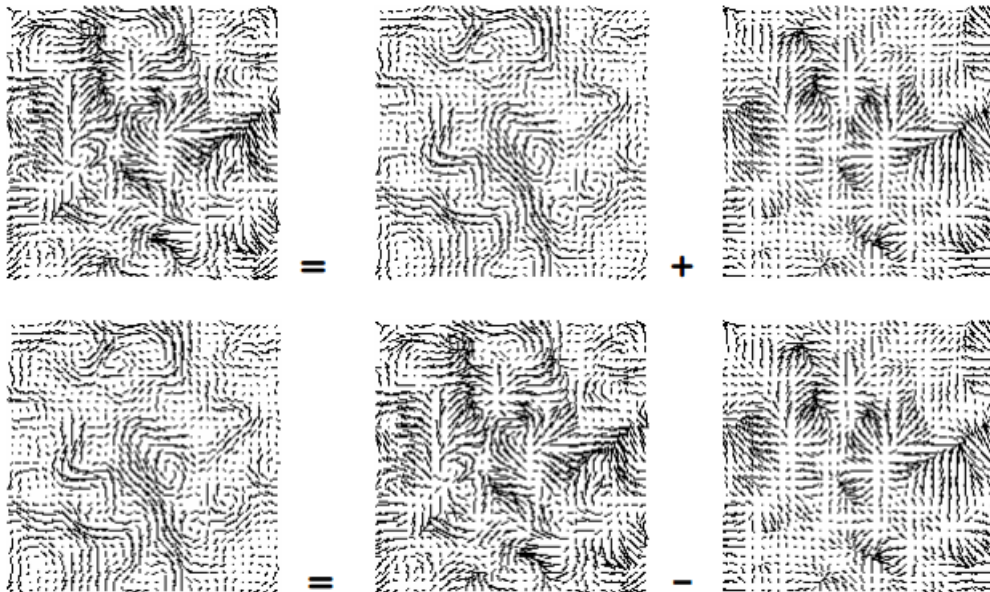 = +
= -